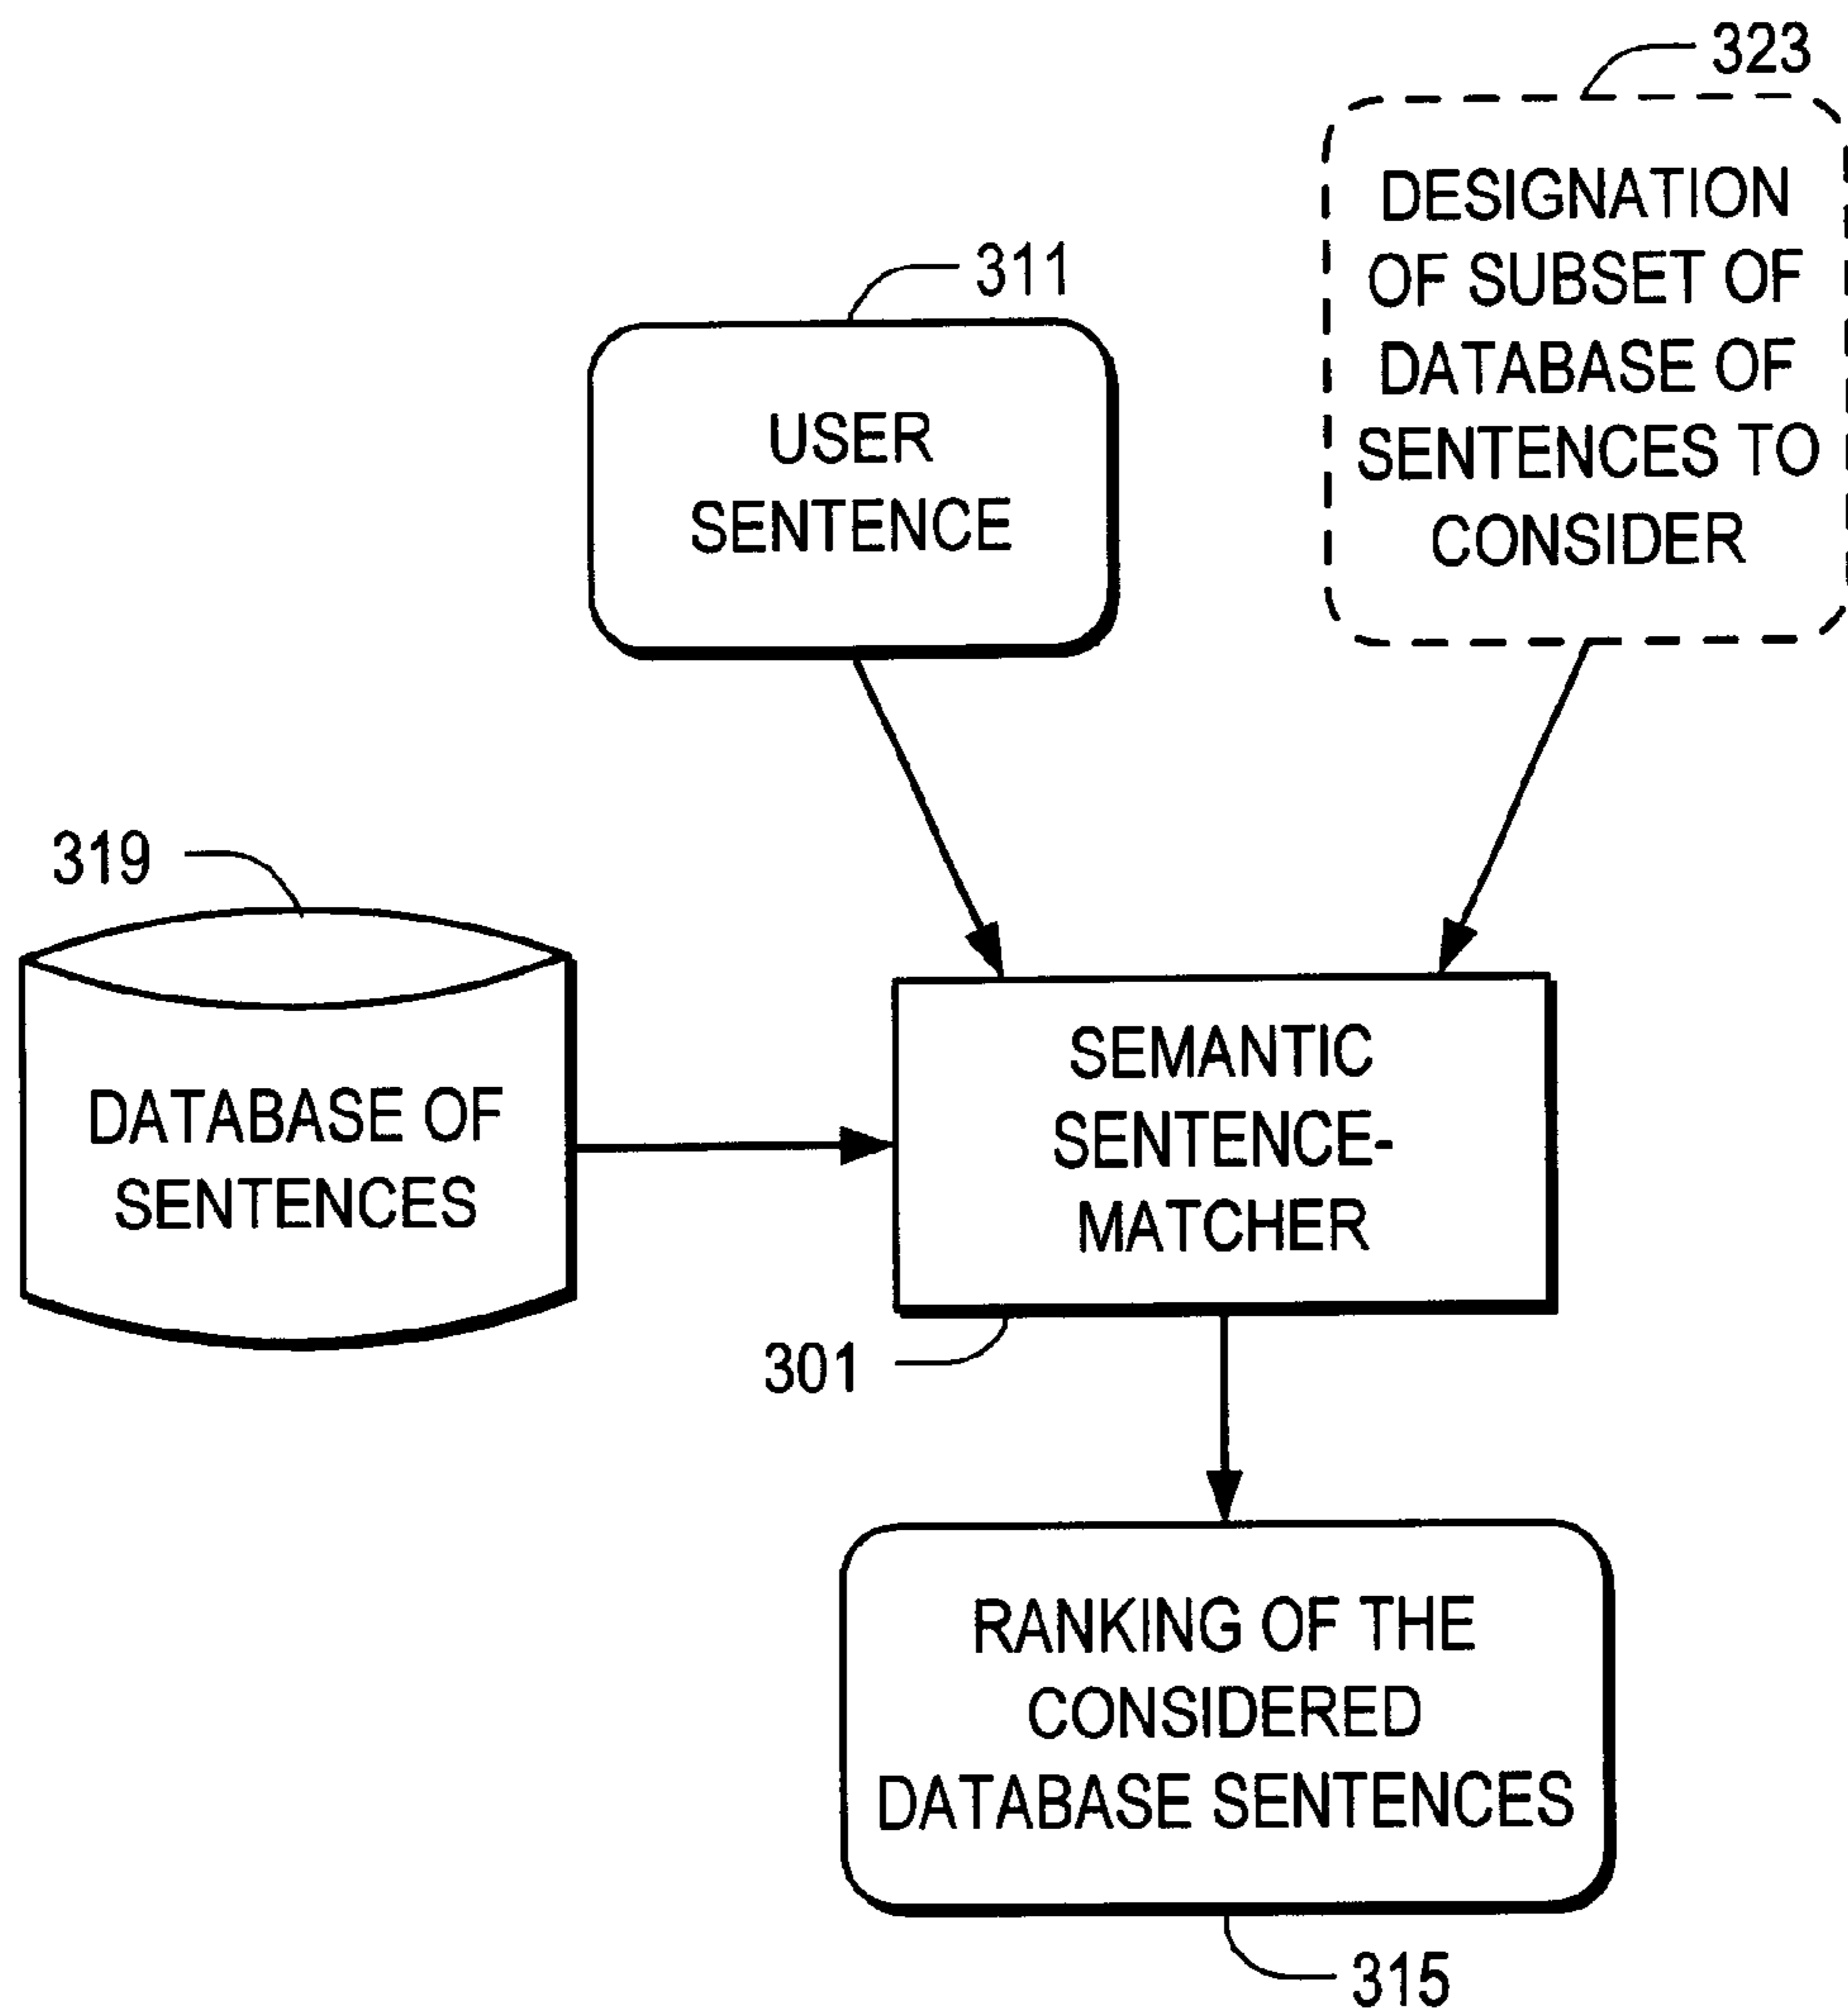 323
DESIGNATION
OF SUBSET OF
DATABASE OF
SENTENCES TO
CONSIDER
311
USER
SENTENCE
319
DATABASE OF
SENTENCES
SEMANTIC
SENTENCE-
MATCHER
301
RANKING OF THE
CONSIDERED
DATABASE SENTENCES
315